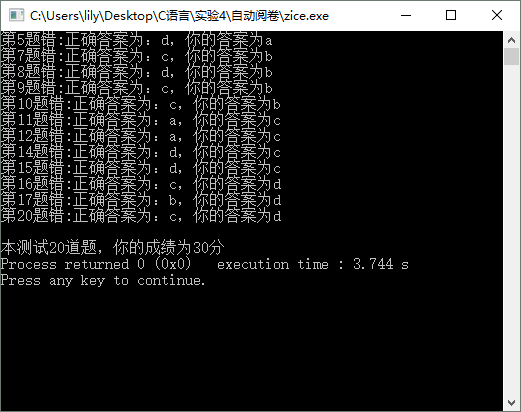 C:\Users\lily\Desktop\C语言\实验4\自动阅卷\zice.exe
第5题错:正确答案为：d，你的答案为a
第7题错:正确答案为：c，你的答案为b
第8题错:正确答案为：d，你的答案为b
第9题错:正确答案为：c，你的答案为b
第10题错:正确答案为：c，你的答案为b
第11题错:正确答案为：a，你的答案为c
第12题错:正确答案为：a，你的答案为c
第14题错:正确答案为：d，你的答案为c
第15题错:正确答案为：d，你的答案为c
第16题错:正确答案为：c，你的答案为d
第17题错:正确答案为：b，你的答案为d
第20题错:正确答案为：c，你的答案为d
本测试20道题，你的成绩为30分
Process returned 0 (0x0)   execution time : 3.744 s
Press any key to continue.